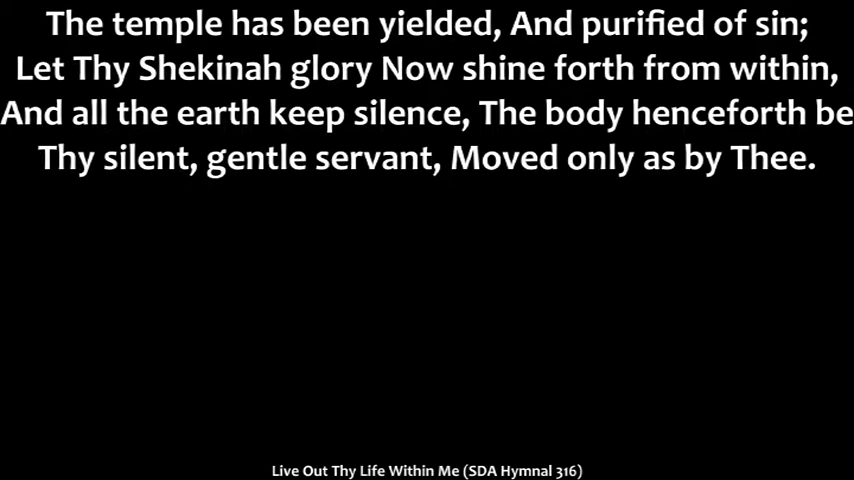 The temple has been yielded, And purified of sin;
Let Thy Shekinah glory Now shine forth from within,
And all the earth keep silence, The body henceforth be
Thy silent, gentle servant, Moved only as by Thee.
Live Out Thy Life Within Me (SDA Hymnal 316)